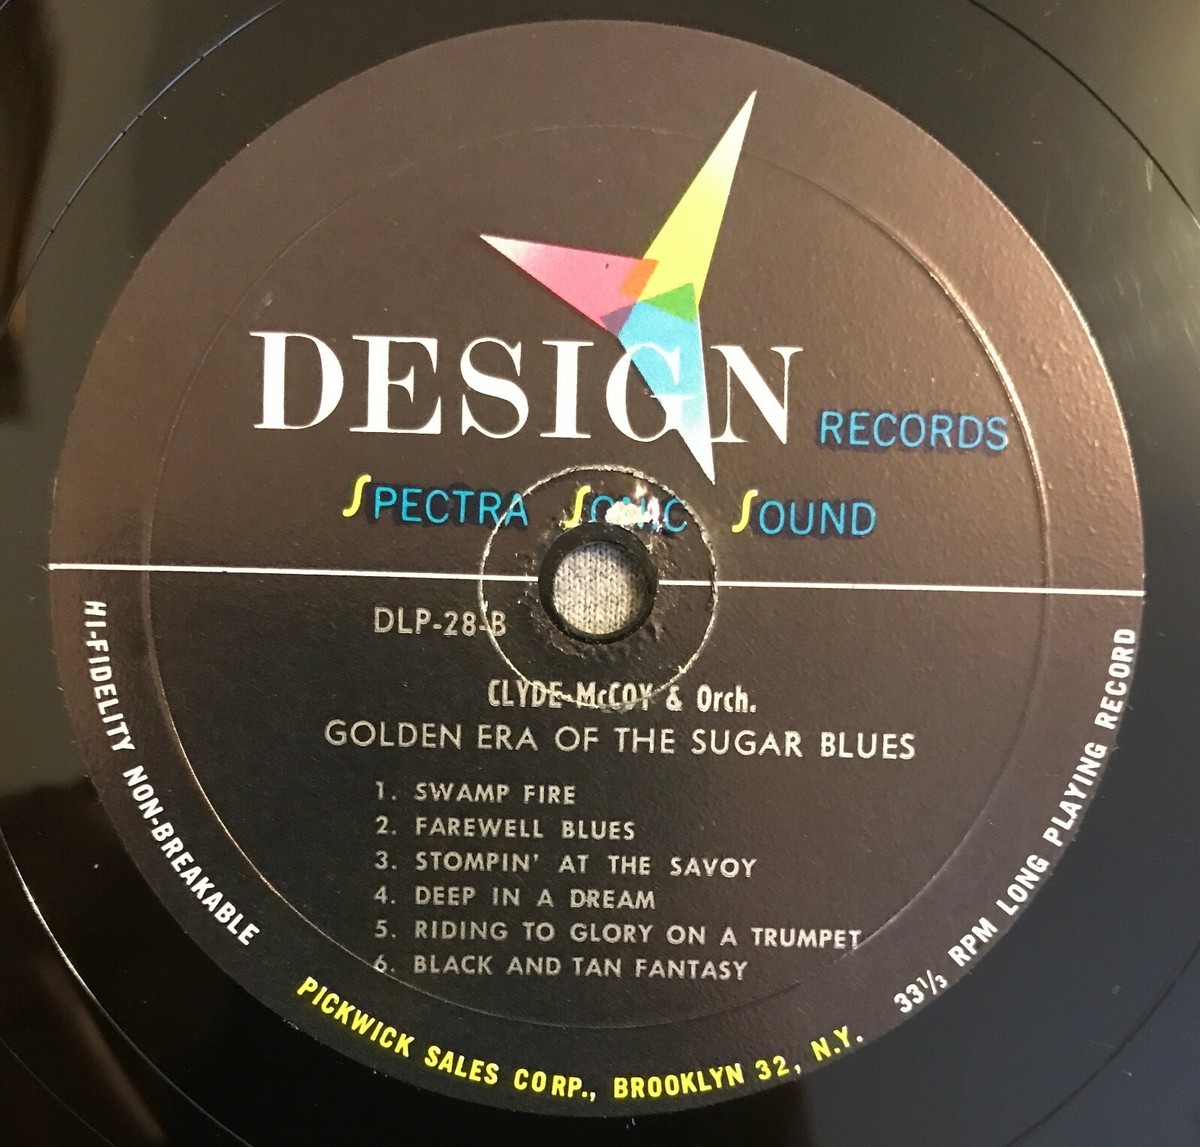 DESIGN RECORDS
SPECTRA SONIC SOUND
DLP-28-B
CLYDE McCOY & Orch.
GOLDEN ERA OF THE SUGAR BLUES
1. SWAMP FIRE
2. FAREWELL BLUES
3. STOMPIN' AT THE SAVOY
4. DEEP IN A DREAM
5. RIDING TO GLORY ON A TRUMPET
6. BLACK AND TAN FANTASY
HI-FIDELITY NON-BREAKABLE
PICKWICK SALES CORP., BROOKLYN 32, N.Y.
33⅓ RPM LONG PLAYING RECORD